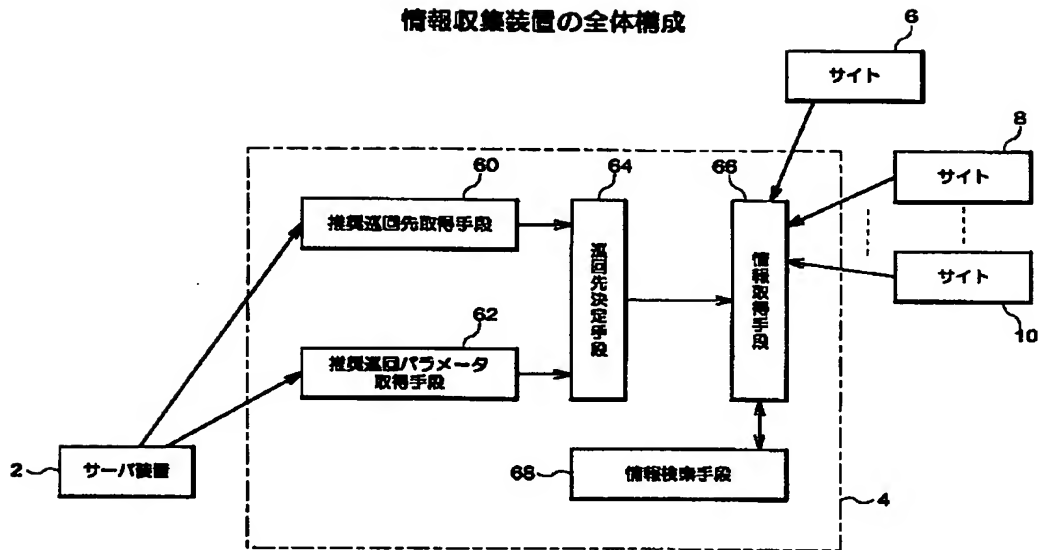 情報収集装置の全体構成
6
サイト
8
サイト
サイト
10
60
推奨巡回先取得手段
64
巡回先決定手段
66
情報取得手段
62
推奨巡回パラメータ
取得手段
2
サーバ装置
68
情報検索手段
4